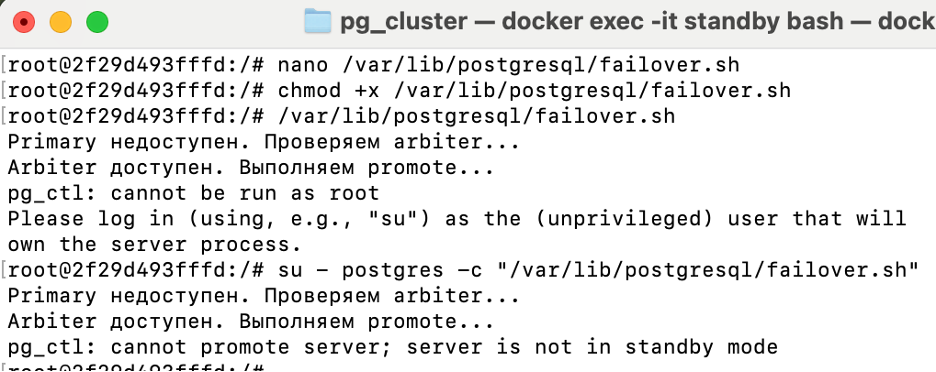 pg_cluster — docker exec -it standby bash — dock
[root@2f29d493fffd:/# nano /var/lib/postgresql/failover.sh
[root@2f29d493fffd:/# chmod +x /var/lib/postgresql/failover.sh
[root@2f29d493fffd:/# /var/lib/postgresql/failover.sh
Primary недоступен. Проверяем arbiter...
Arbiter доступен. Выполняем promote...
pg_ctl: cannot be run as root
Please log in (using, e.g., "su") as the (unprivileged) user that will
own the server process.
[root@2f29d493fffd:/# su - postgres -c "/var/lib/postgresql/failover.sh"
Primary недоступен. Проверяем arbiter...
Arbiter доступен. Выполняем promote...
pg_ctl: cannot promote server; server is not in standby mode
[root@2f29d493fffd:/#